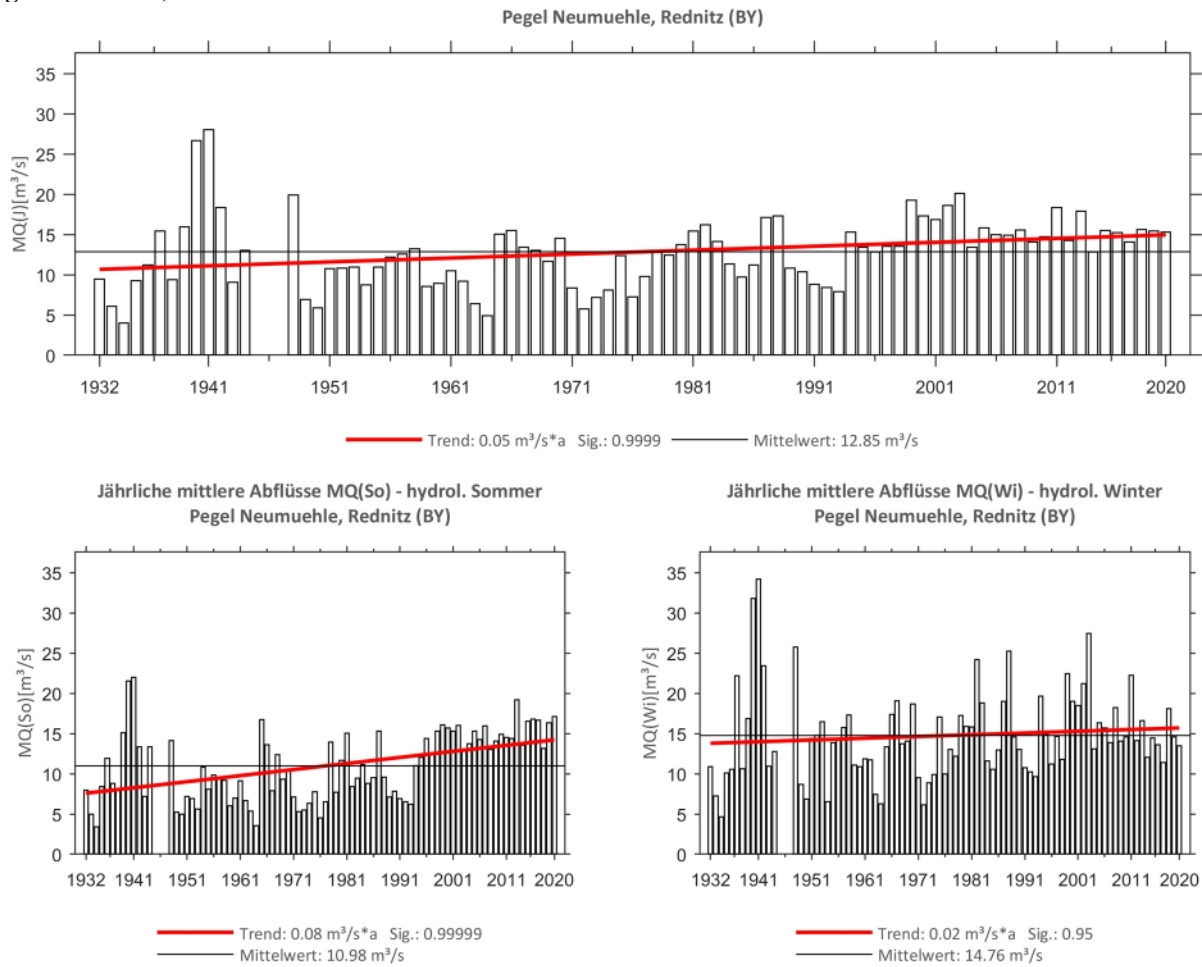 Pegel Neumuehle, Rednitz (BY)
MQ(J)[m³/s]
35
30
25
20
15
10
5
0
1932 1941 1951 1961 1971 1981 1991 2001 2011 2020
Trend: 0.05 m³/s*a Sig.: 0.9999 Mittelwert: 12.85 m³/s
Jährliche mittlere Abflüsse MQ(So) - hydrol. Sommer
Pegel Neumuehle, Rednitz (BY)
MQ(So)[m³/s]
35
30
25
20
15
10
5
0
1932 1941 1951 1961 1971 1981 1991 2001 2011 2020
Trend: 0.08 m³/s*a Sig.: 0.99999
Mittelwert: 10.98 m³/s
Jährliche mittlere Abflüsse MQ(Wi) - hydrol. Winter
Pegel Neumuehle, Rednitz (BY)
MQ(Wi)[m³/s]
35
30
25
20
15
10
5
0
1932 1941 1951 1961 1971 1981 1991 2001 2011 2020
Trend: 0.02 m³/s*a Sig.: 0.95
Mittelwert: 14.76 m³/s